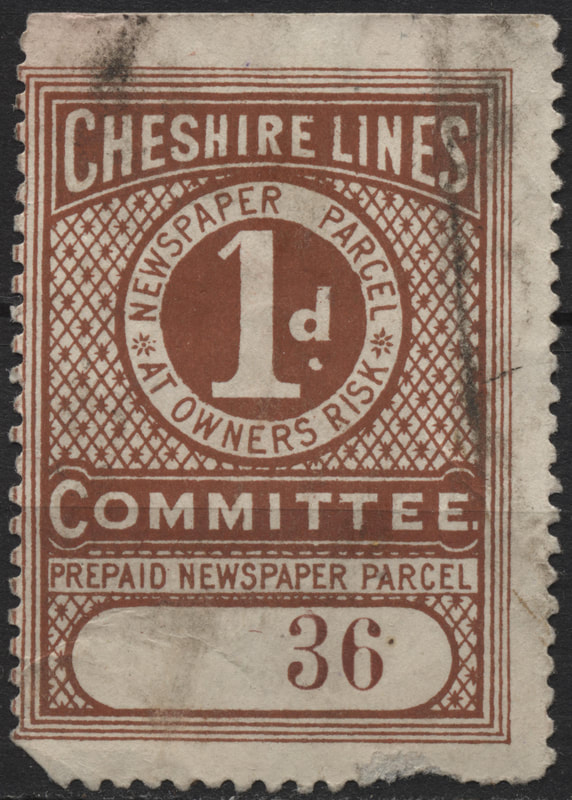 CHESHIRE LINES
NEWSPAPER PARCEL
1d.
AT OWNERS RISK
COMMITTEE.
PREPAID NEWSPAPER PARCEL
36